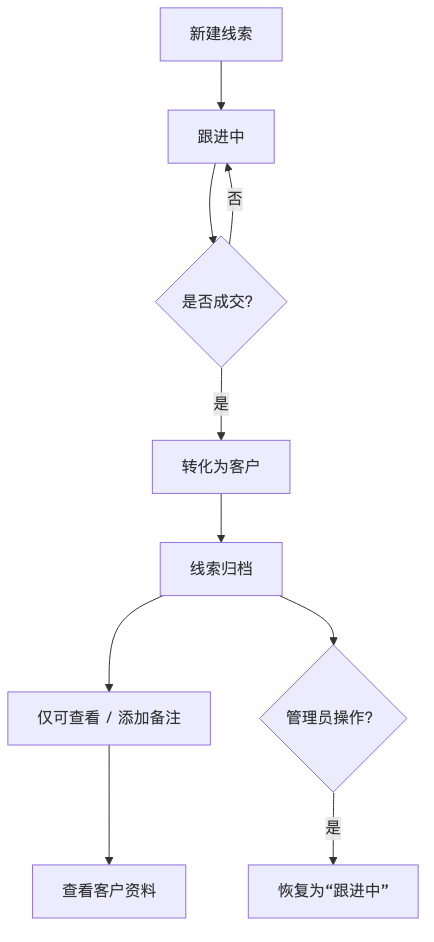 新建线索
跟进中
否
是否成交?
是
转化为客户
线索归档
仅可查看 / 添加备注
管理员操作?
是
查看客户资料
恢复为“跟进中”